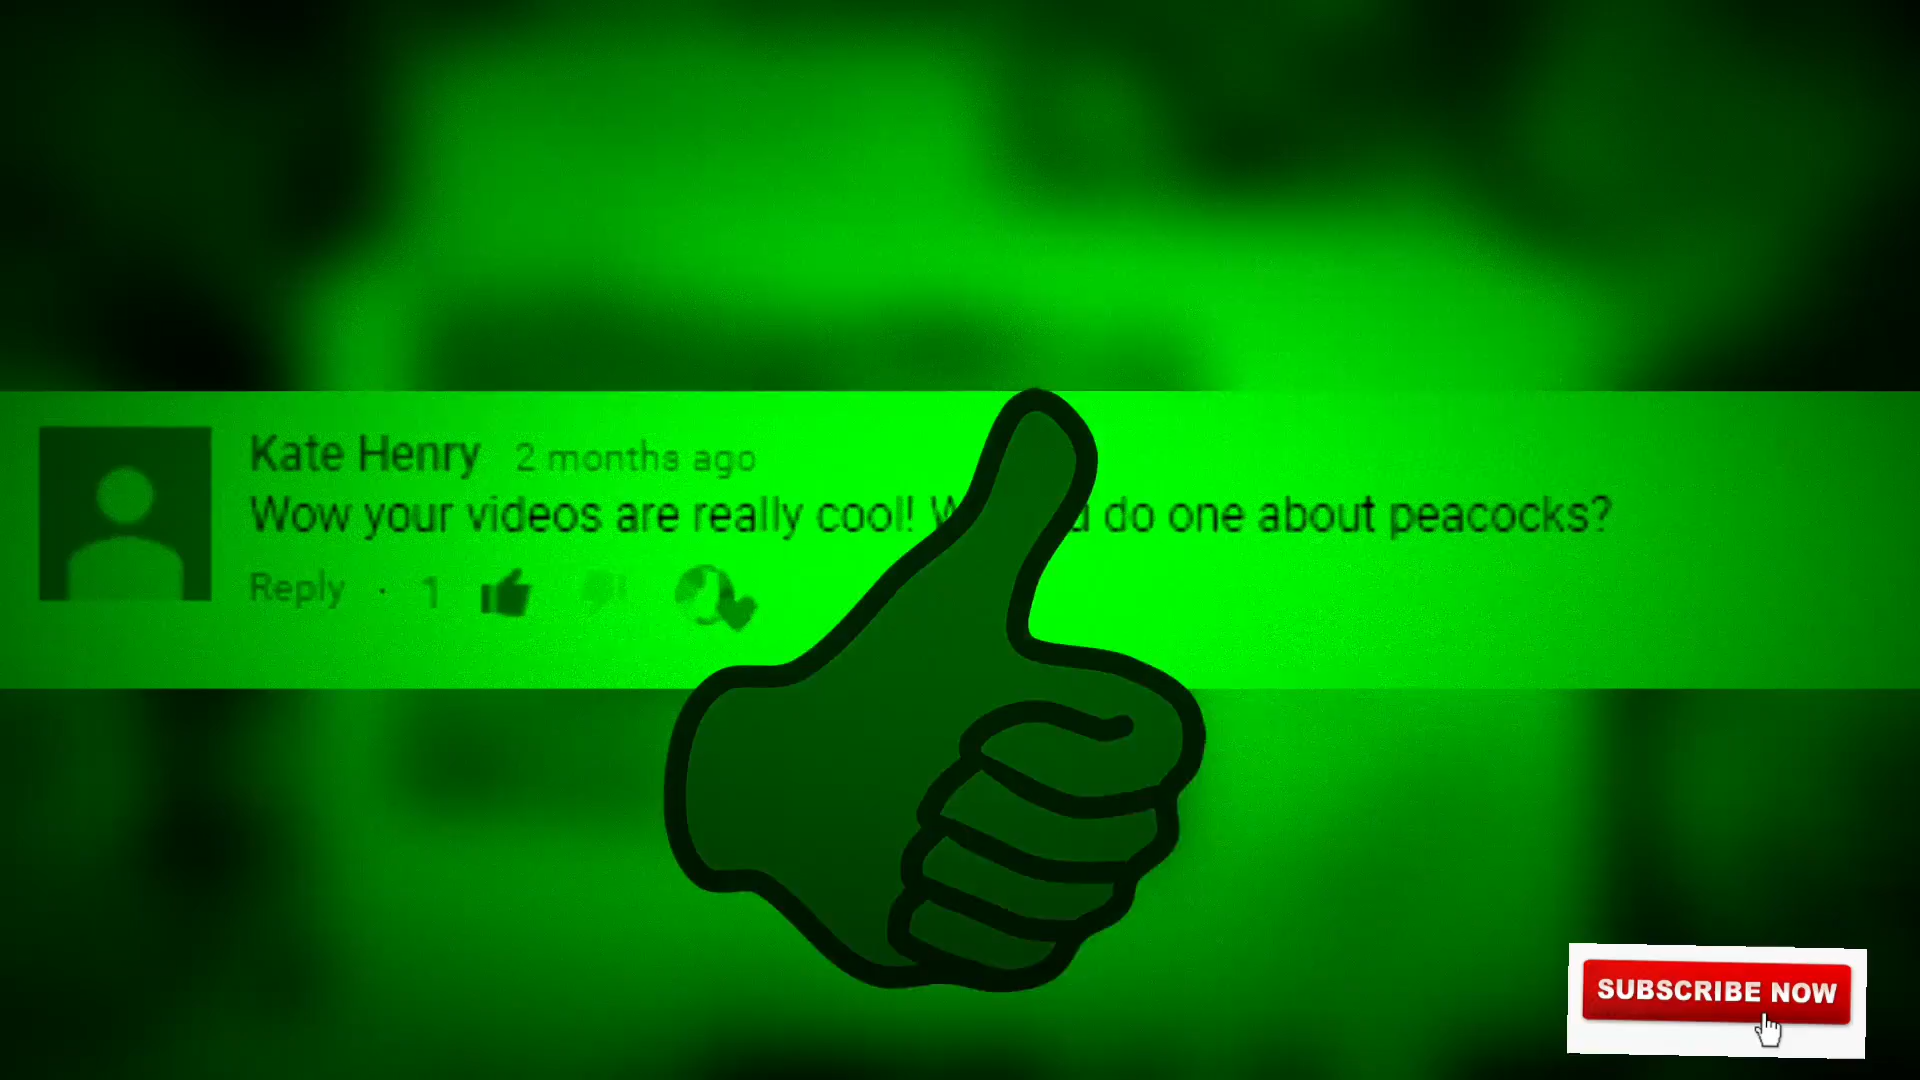 Kate Henry 2 months ago
Wow your videos are really cool! do one about peacocks?
Reply · 1
SUBSCRIBE NOW